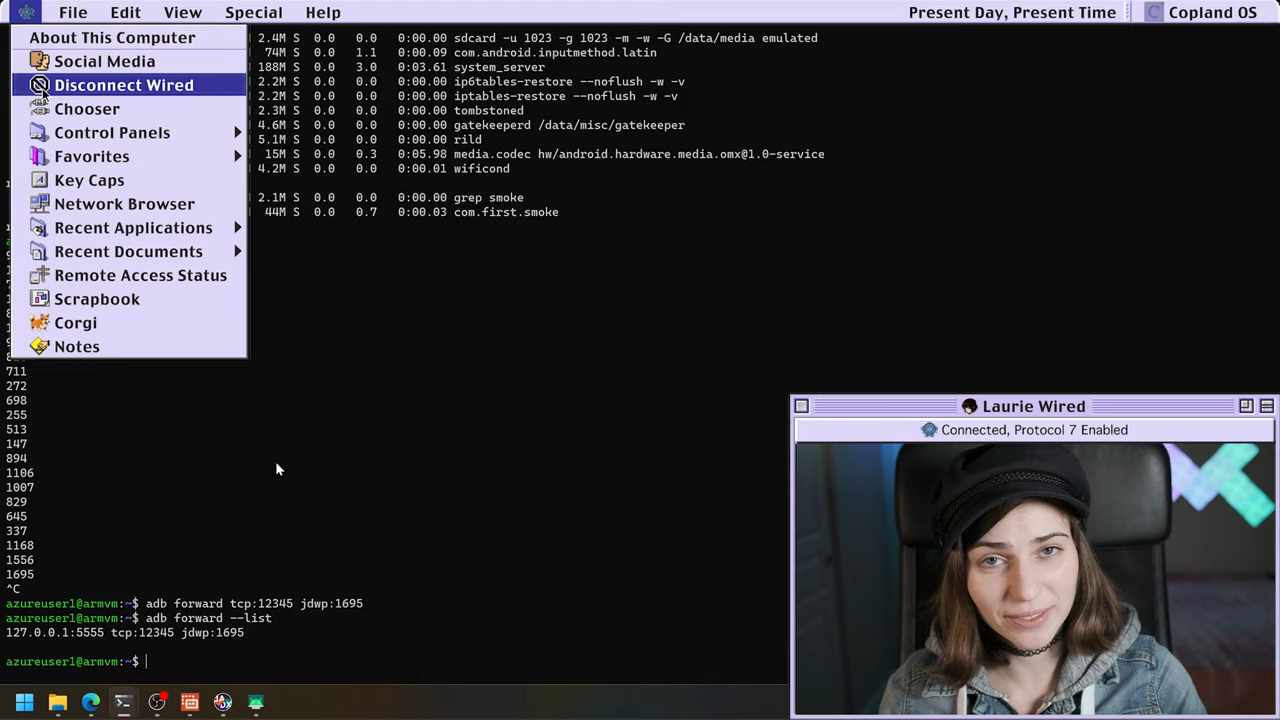 File Edit View Special Help Present Day, Present Time Copland OS
About This Computer
Social Media
Disconnect Wired
Chooser
Control Panels
Favorites
Key Caps
Network Browser
Recent Applications
Recent Documents
Remote Access Status
Scrapbook
Corgi
Notes
2.4M S 0.0 0.0 0:00.00 sdcard -u 1023 -g 1023 -m -w -G /data/media emulated
74M S 0.0 1.1 0:00.09 com.android.inputmethod.latin
188M S 0.0 3.0 0:03.61 system_server
2.2M S 0.0 0.0 0:00.00 ip6tables-restore --noflush -w -v
2.2M S 0.0 0.0 0:00.00 iptables-restore --noflush -w -v
2.3M S 0.0 0.0 0:00.00 tombstoned
4.6M S 0.0 0.0 0:00.00 gatekeeperd /data/misc/gatekeeper
5.1M S 0.0 0.0 0:00.00 rild
15M S 0.0 0.3 0:05.98 media.codec hw/android.hardware.media.omx@1.0-service
4.2M S 0.0 0.0 0:00.01 wificond
2.1M S 0.0 0.0 0:00.00 grep smoke
44M S 0.0 0.7 0:00.03 com.first.smoke
711
272
698
255
513
147
894
1106
1007
829
645
337
1168
1556
1695
^C
azureuser1@armvm:~$ adb forward tcp:12345 jdwp:1695
azureuser1@armvm:~$ adb forward --list
127.0.0.1:5555 tcp:12345 jdwp:1695
azureuser1@armvm:~$
Laurie Wired
Connected, Protocol 7 Enabled